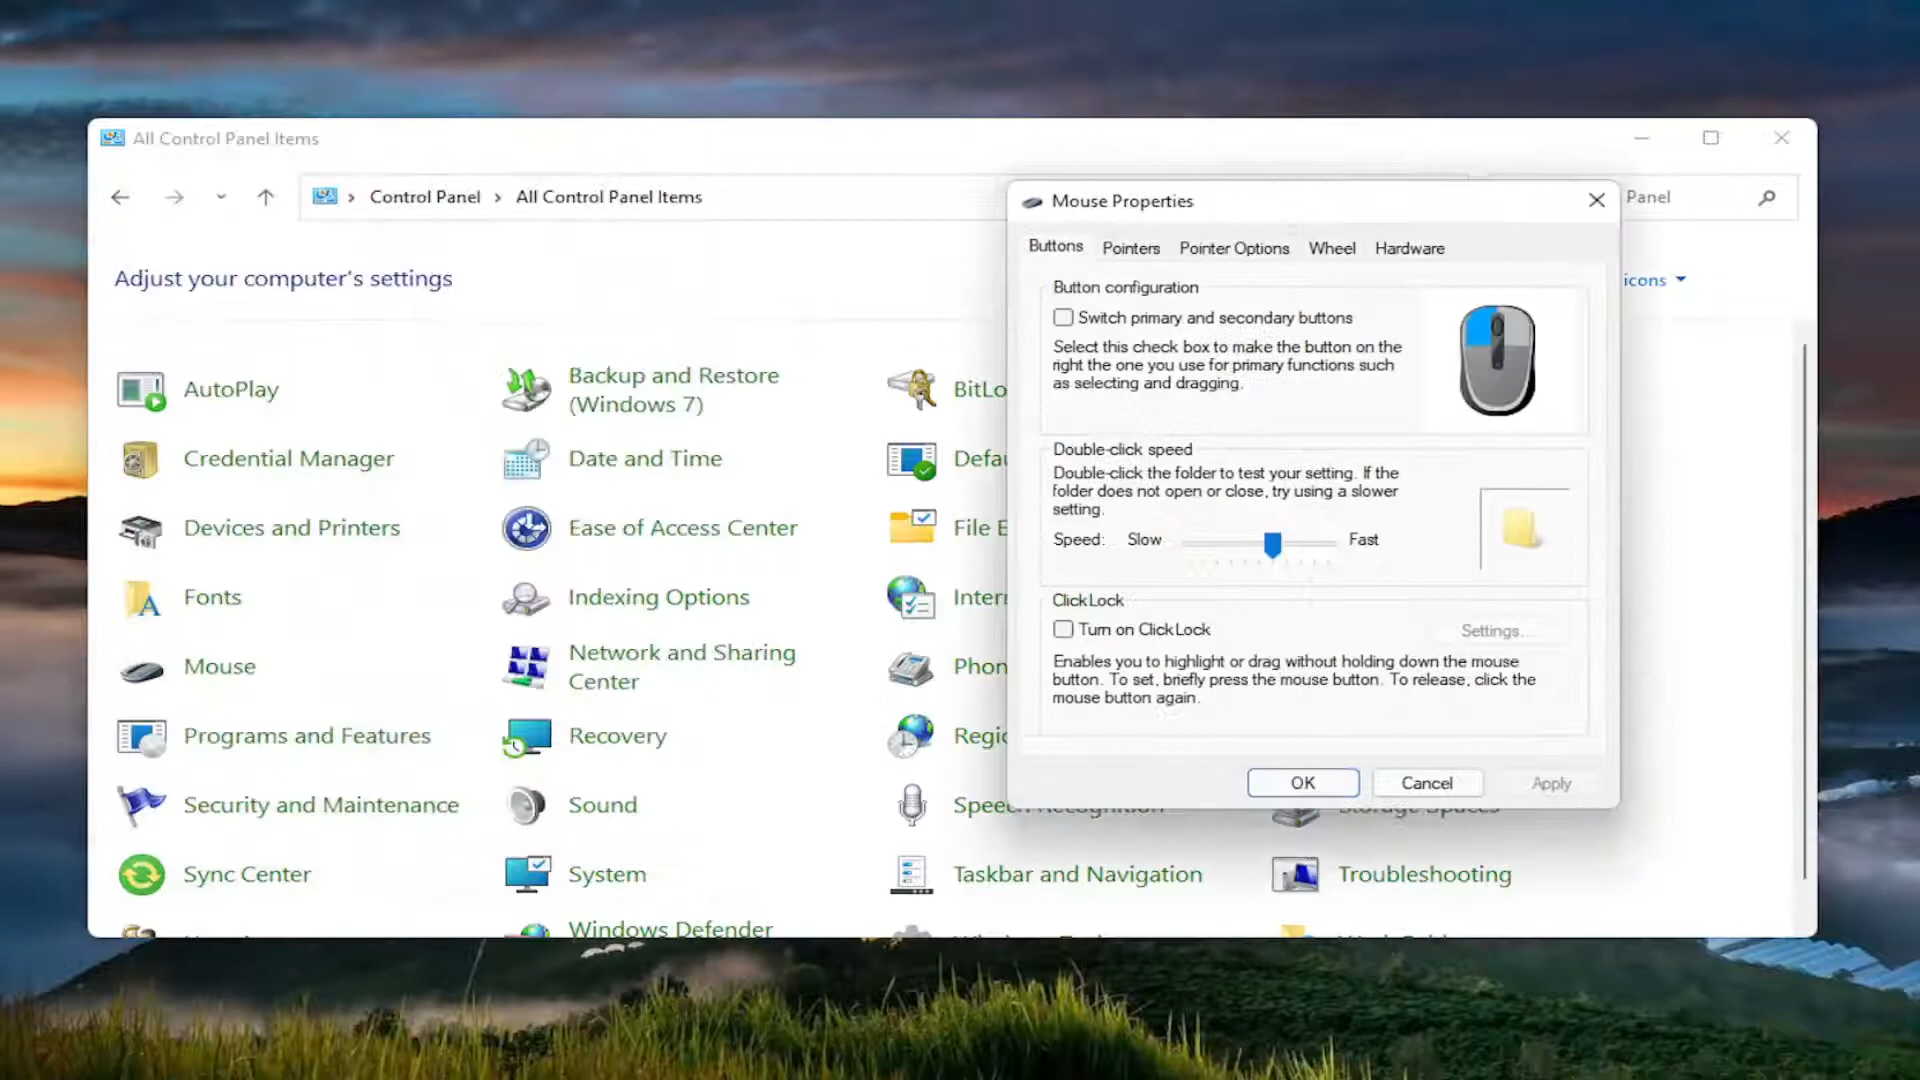 All Control Panel Items
Control Panel
All Control Panel Items
Panel
Adjust your computer's settings
icons
AutoPlay
Backup and Restore
(Windows 7)
BitLo
Credential Manager
Date and Time
Defau
Devices and Printers
Ease of Access Center
File E
Fonts
Indexing Options
Intern
Mouse
Network and Sharing
Center
Phon
Programs and Features
Recovery
Regio
Security and Maintenance
Sound
Speech Recognition
Storage Spaces
Sync Center
System
Taskbar and Navigation
Troubleshooting
Windows Defender
Mouse Properties
Buttons
Pointers
Pointer Options
Wheel
Hardware
Button configuration
Switch primary and secondary buttons
Select this check box to make the button on the
right the one you use for primary functions such
as selecting and dragging.
Double-click speed
Double-click the folder to test your setting. If the
folder does not open or close, try using a slower
setting.
Speed: Slow Fast
ClickLock
Turn on ClickLock
Settings...
Enables you to highlight or drag without holding down the mouse
button. To set, briefly press the mouse button. To release, click the
mouse button again.
OK
Cancel
Apply